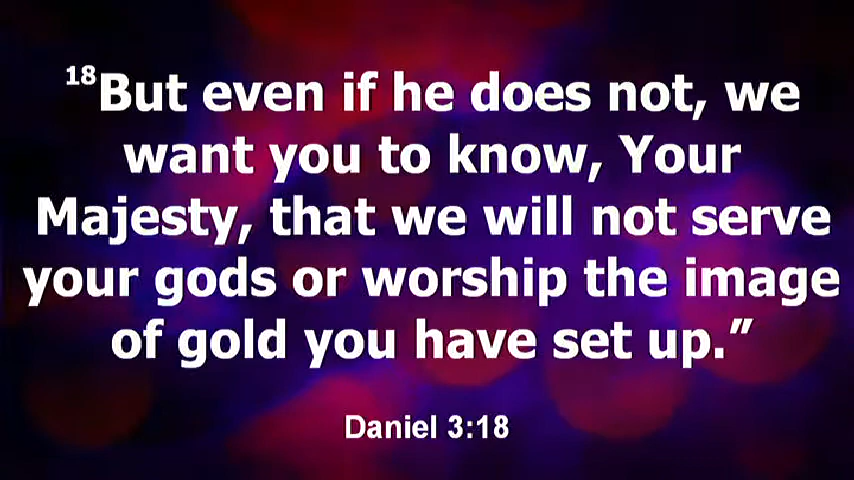 18But even if he does not, we
want you to know, Your
Majesty, that we will not serve
your gods or worship the image
of gold you have set up.”
Daniel 3:18